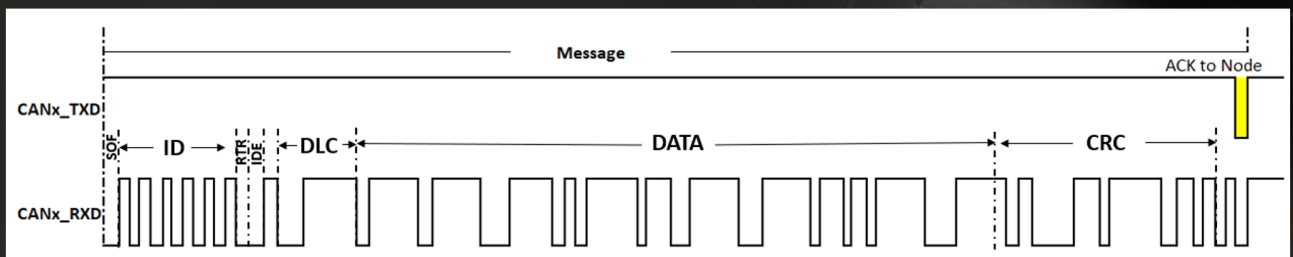 Message
ACK to Node
CANx_TXD
SOF ID RTR IDE DLC DATA CRC
CANx_RXD